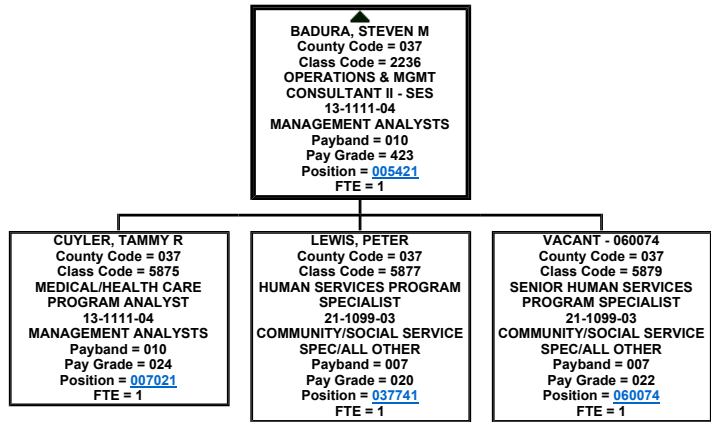 BADURA, STEVEN M
County Code = 037
Class Code = 2236
OPERATIONS & MGMT
CONSULTANT II - SES
13-1111-04
MANAGEMENT ANALYSTS
Payband = 010
Pay Grade = 423
Position = 005421
FTE = 1
CUYLER, TAMMY R
County Code = 037
Class Code = 5875
MEDICAL/HEALTH CARE
PROGRAM ANALYST
13-1111-04
MANAGEMENT ANALYSTS
Payband = 010
Pay Grade = 024
Position = 007021
FTE = 1
LEWIS, PETER
County Code = 037
Class Code = 5877
HUMAN SERVICES PROGRAM
SPECIALIST
21-1099-03
COMMUNITY/SOCIAL SERVICE
SPEC/ALL OTHER
Payband = 007
Pay Grade = 020
Position = 037741
FTE = 1
VACANT - 060074
County Code = 037
Class Code = 5879
SENIOR HUMAN SERVICES
PROGRAM SPECIALIST
21-1099-03
COMMUNITY/SOCIAL SERVICE
SPEC/ALL OTHER
Payband = 007
Pay Grade = 022
Position = 060074
FTE = 1